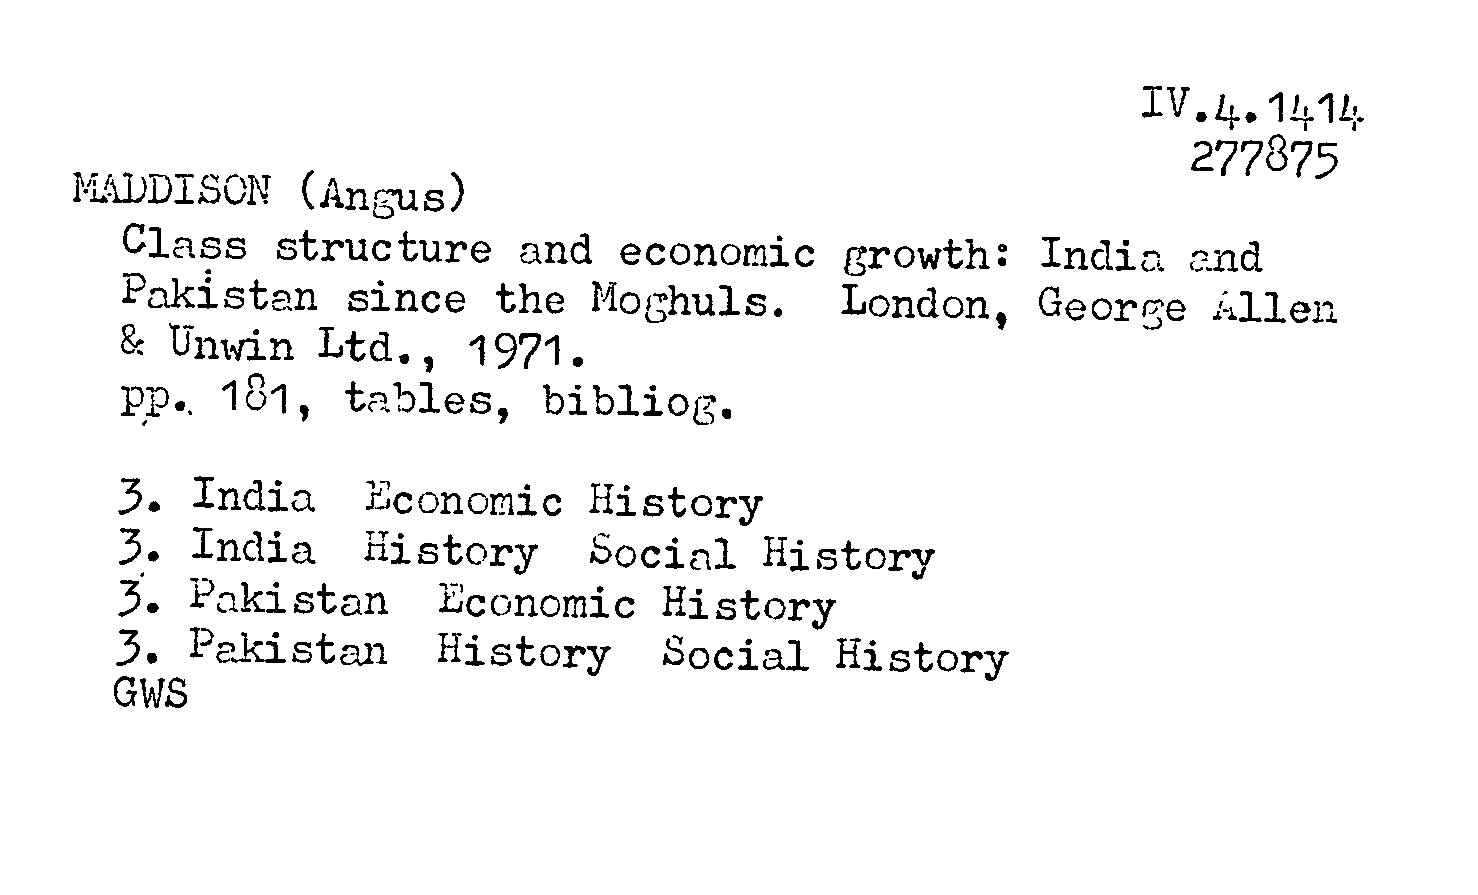 IV.4.1414
277875
MADDISON (Angus)
Class structure and economic growth: India and
Pakistan since the Moghuls. London, George Allen
& Unwin Ltd., 1971.
pp. 181, tables, bibliog.
3. India Economic History
3. India History Social History
3. Pakistan Economic History
3. Pakistan History Social History
GWS